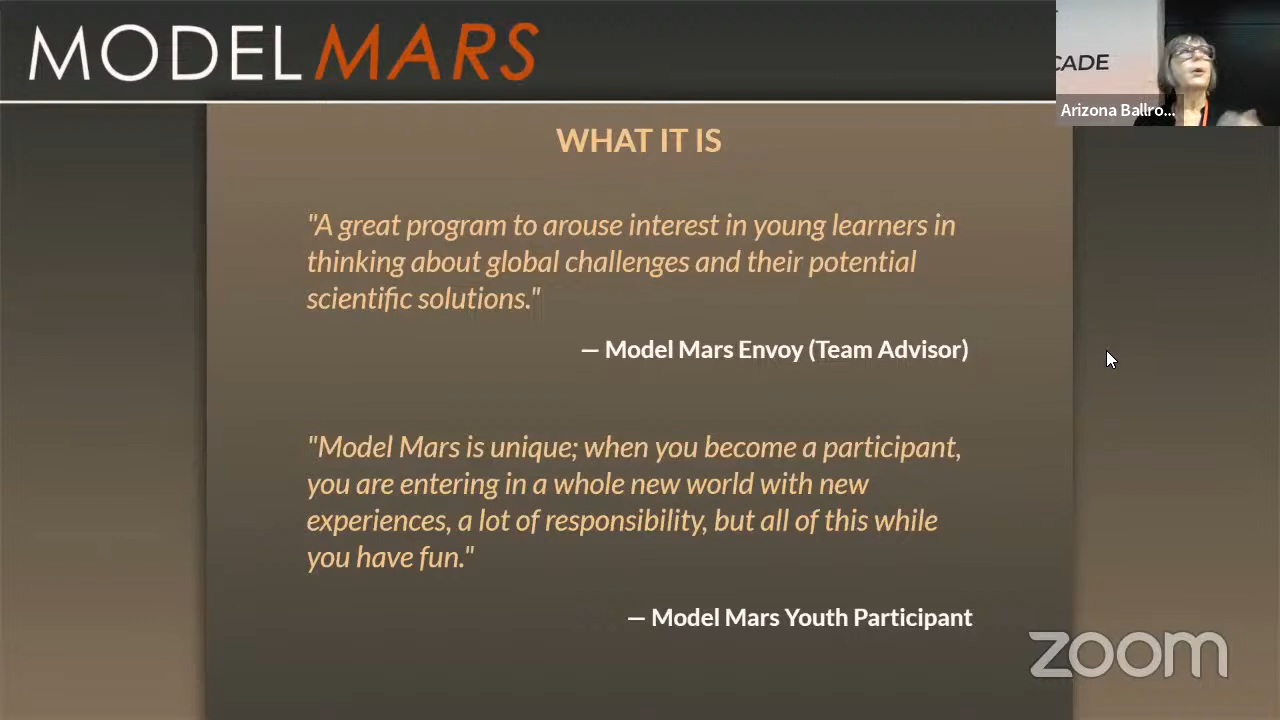 MODELMARS
CADE
Arizona Ballro...
WHAT IT IS
"A great program to arouse interest in young learners in
thinking about global challenges and their potential
scientific solutions."
— Model Mars Envoy (Team Advisor)
"Model Mars is unique; when you become a participant,
you are entering in a whole new world with new
experiences, a lot of responsibility, but all of this while
you have fun."
— Model Mars Youth Participant
zoom